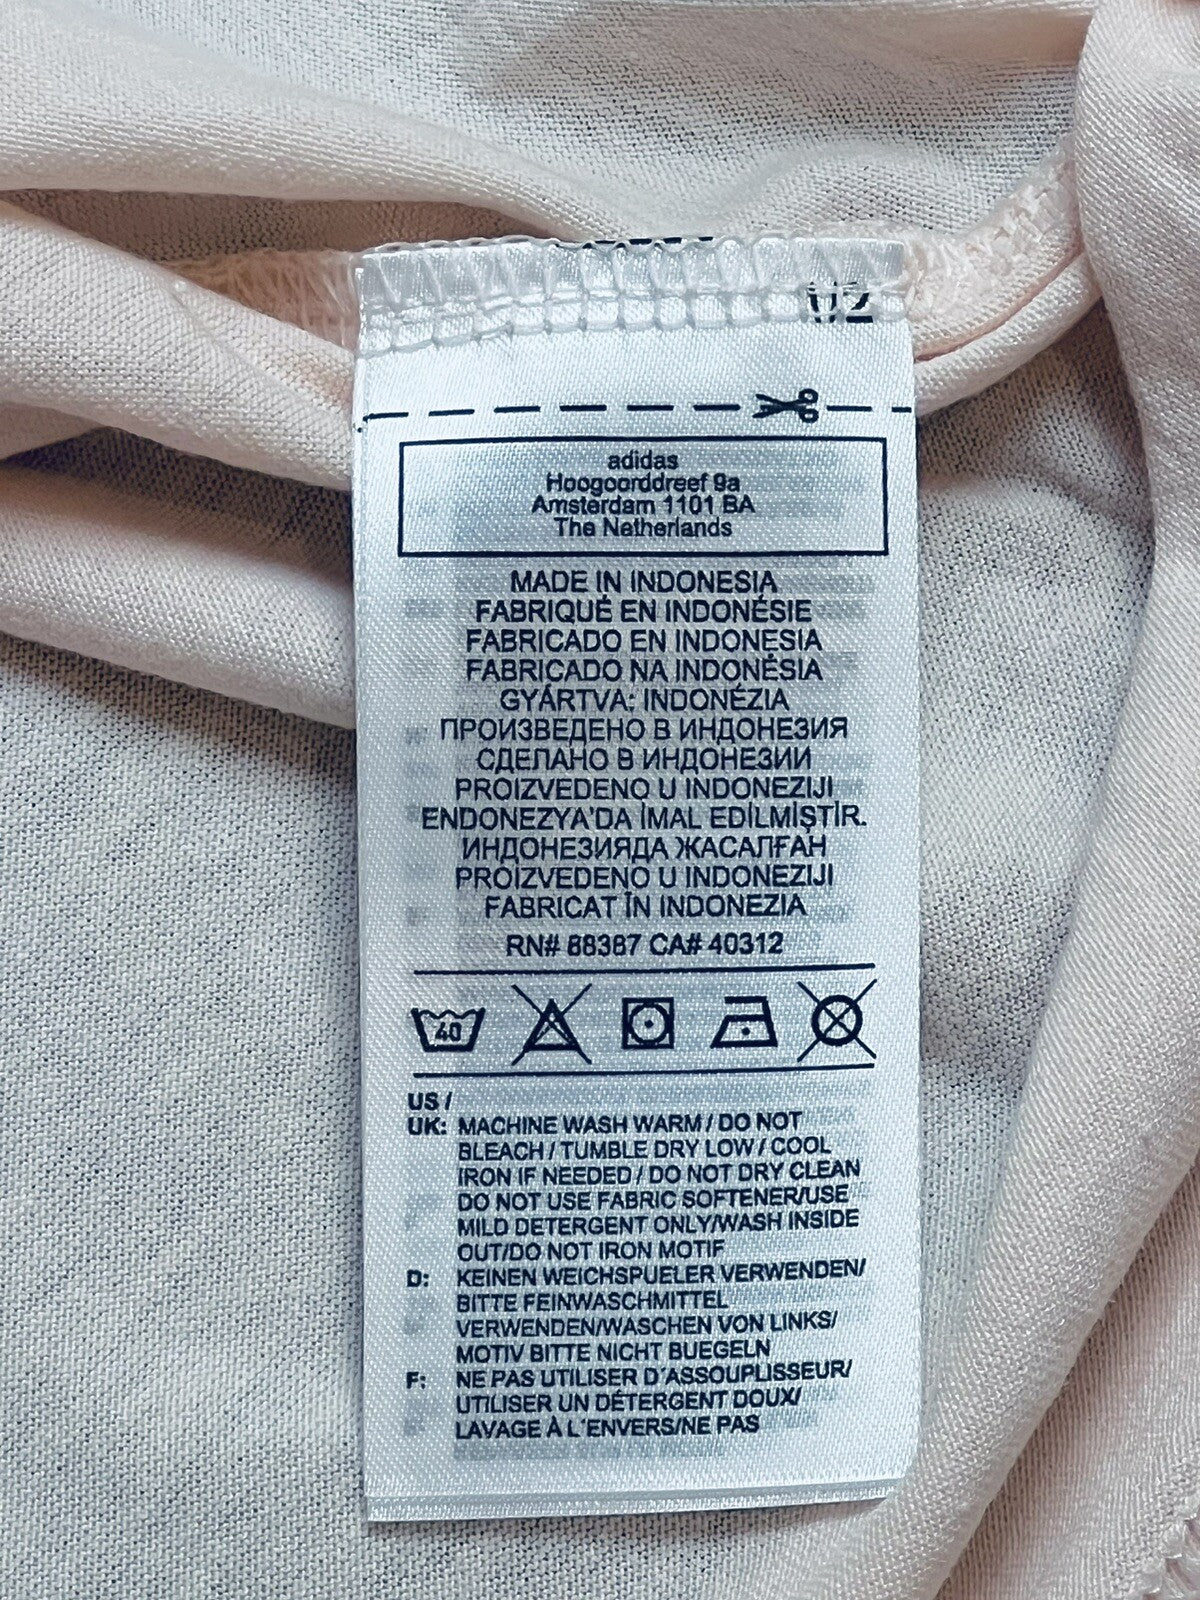 adidas
Hoogoorddreef 9a
Amsterdam 1101 BA
The Netherlands
MADE IN INDONESIA
FABRIQUÉ EN INDONÉSIE
FABRICADO EN INDONESIA
FABRICADO NA INDONÉSIA
GYÁRTVA: INDONÉZIA
ПРОИЗВЕДЕНО В ИНДОНЕЗИЯ
СДЕЛАНО В ИНДОНЕЗИИ
PROIZVEDENO U INDONEZIJI
ENDONEZYA'DA İMAL EDİLMİŞTİR.
ИНДОНЕЗИЯДА ЖАСАЛҒАН
PROIZVEDENO U INDONEZIJI
FABRICAT ÎN INDONEZIA
RN# 88387 CA# 40312
40
US /
UK: MACHINE WASH WARM / DO NOT
BLEACH / TUMBLE DRY LOW / COOL
IRON IF NEEDED / DO NOT DRY CLEAN
DO NOT USE FABRIC SOFTENER/USE
MILD DETERGENT ONLY/WASH INSIDE
OUT/DO NOT IRON MOTIF
D: KEINEN WEICHSPUELER VERWENDEN/
BITTE FEINWASCHMITTEL
VERWENDEN/WASCHEN VON LINKS/
MOTIV BITTE NICHT BUEGELN
F: NE PAS UTILISER D'ASSOUPLISSEUR/
UTILISER UN DÉTERGENT DOUX/
LAVAGE À L'ENVERS/NE PAS